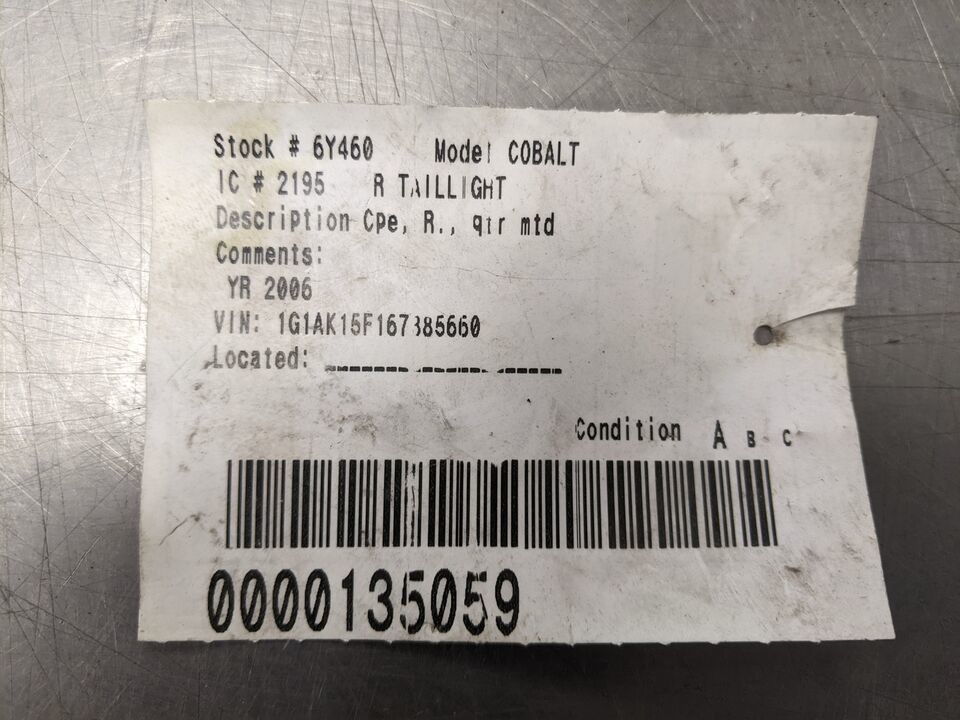 Stock # 6Y460 Model COBALT
IC # 2195 R TAILLIGHT
Description Cpe, R., qtr mtd
Comments:
YR 2006
VIN: 1G1AK15F167385660
Located:
Condition A B C
0000135059